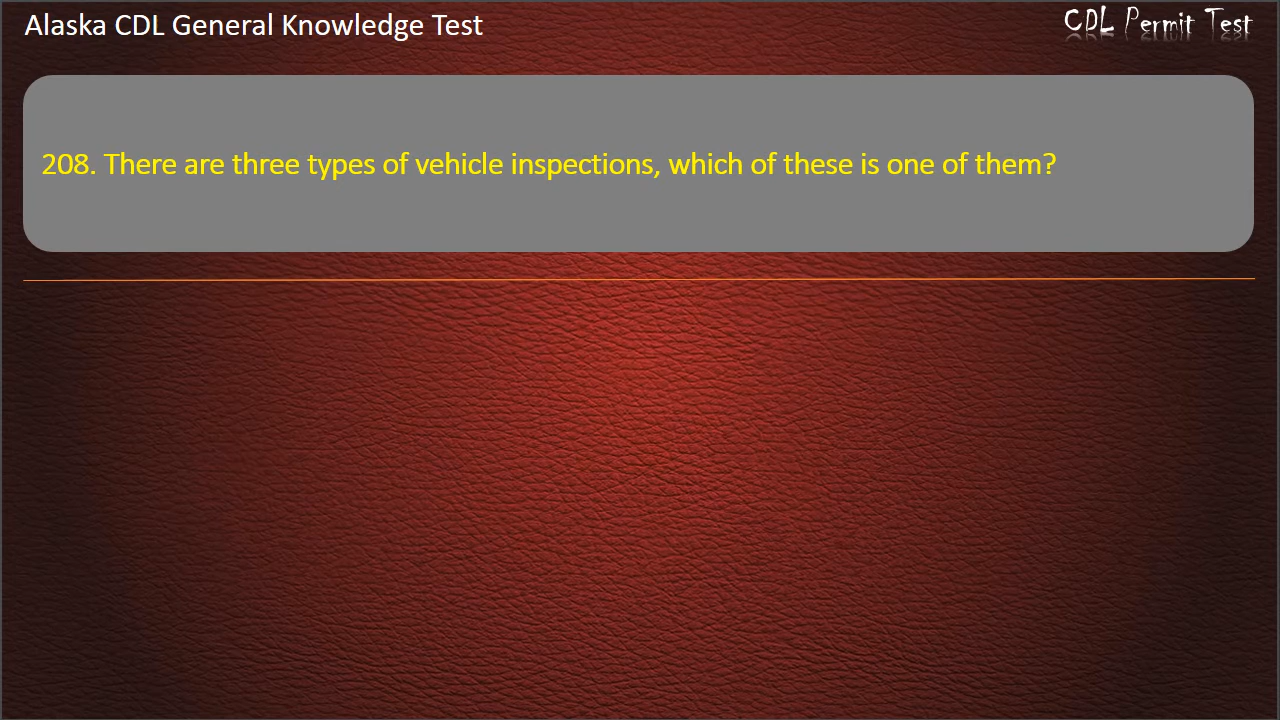 Alaska CDL General Knowledge Test
CDL Permit Test
208. There are three types of vehicle inspections, which of these is one of them?